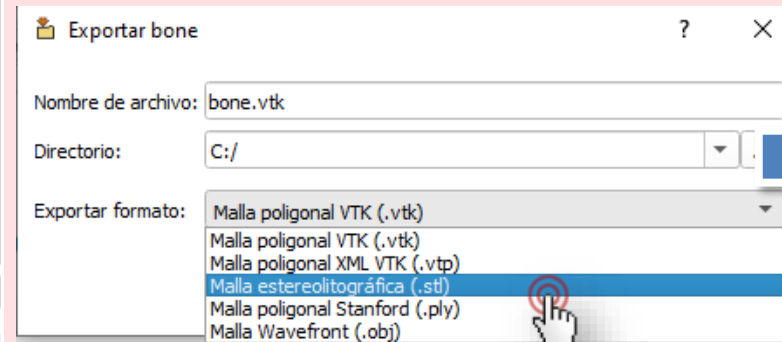 Exportar bone ?
Nombre de archivo: bone.vtk
Directorio: C:/
Exportar formato: Malla poligonal VTK (.vtk)
Malla poligonal VTK (.vtk)
Malla poligonal XML VTK (.vtp)
Malla estereolitográfica (.stl)
Malla poligonal Stanford (.ply)
Malla Wavefront (.obj)